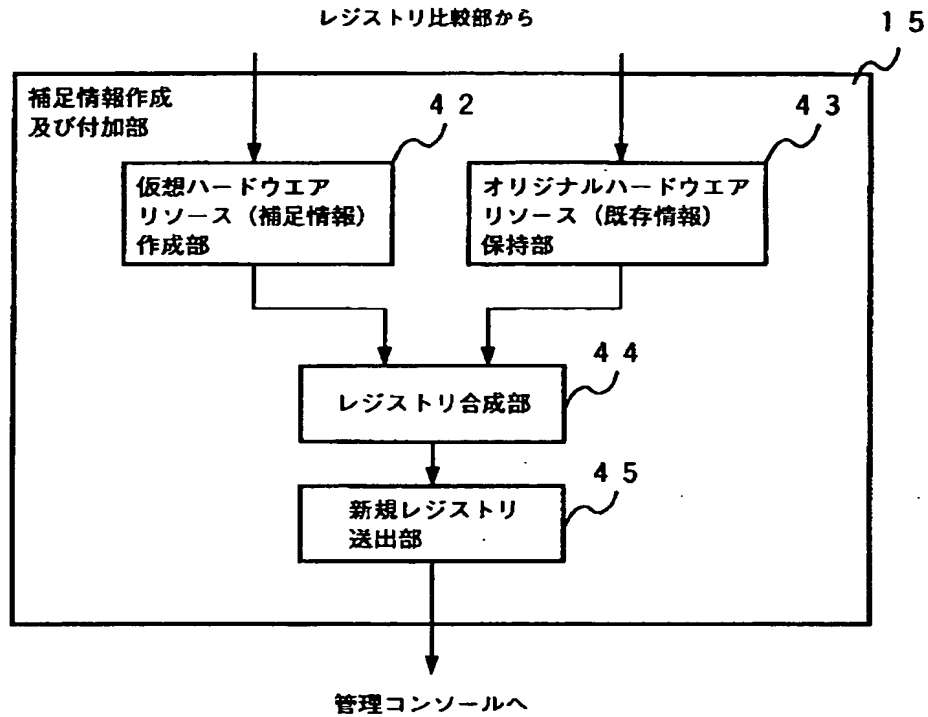 レジストリ比較部から
15
補足情報作成
及び付加部
42
43
仮想ハードウエア
リソース（補足情報）
作成部
オリジナルハードウエア
リソース（既存情報）
保持部
44
レジストリ合成部
45
新規レジストリ
送出部
管理コンソールへ